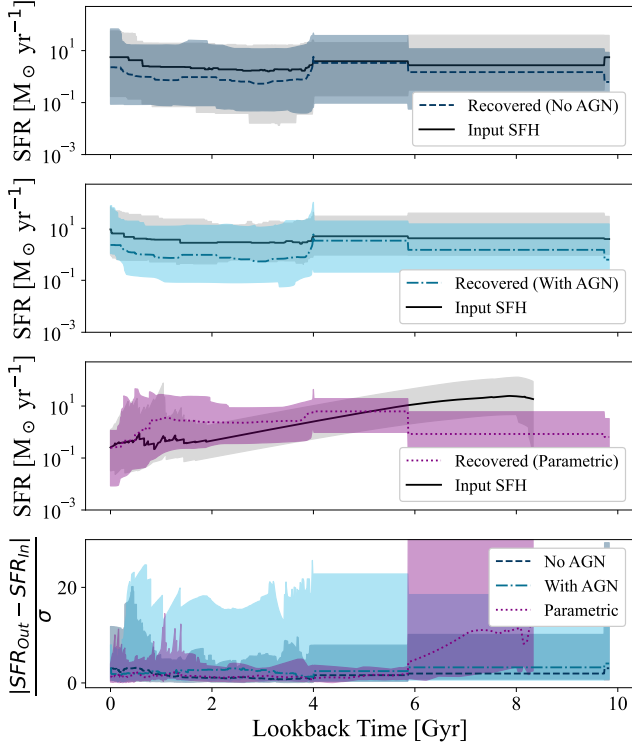 SFR [M⊙ yr⁻¹]
10¹
10⁻¹
10⁻³
Recovered (No AGN)
Input SFH
SFR [M⊙ yr⁻¹]
10¹
10⁻¹
10⁻³
Recovered (With AGN)
Input SFH
SFR [M⊙ yr⁻¹]
10¹
10⁻¹
10⁻³
Recovered (Parametric)
Input SFH
|SFR_Out − SFR_In|
σ
20
0
No AGN
With AGN
Parametric
0 2 4 6 8 10
Lookback Time [Gyr]